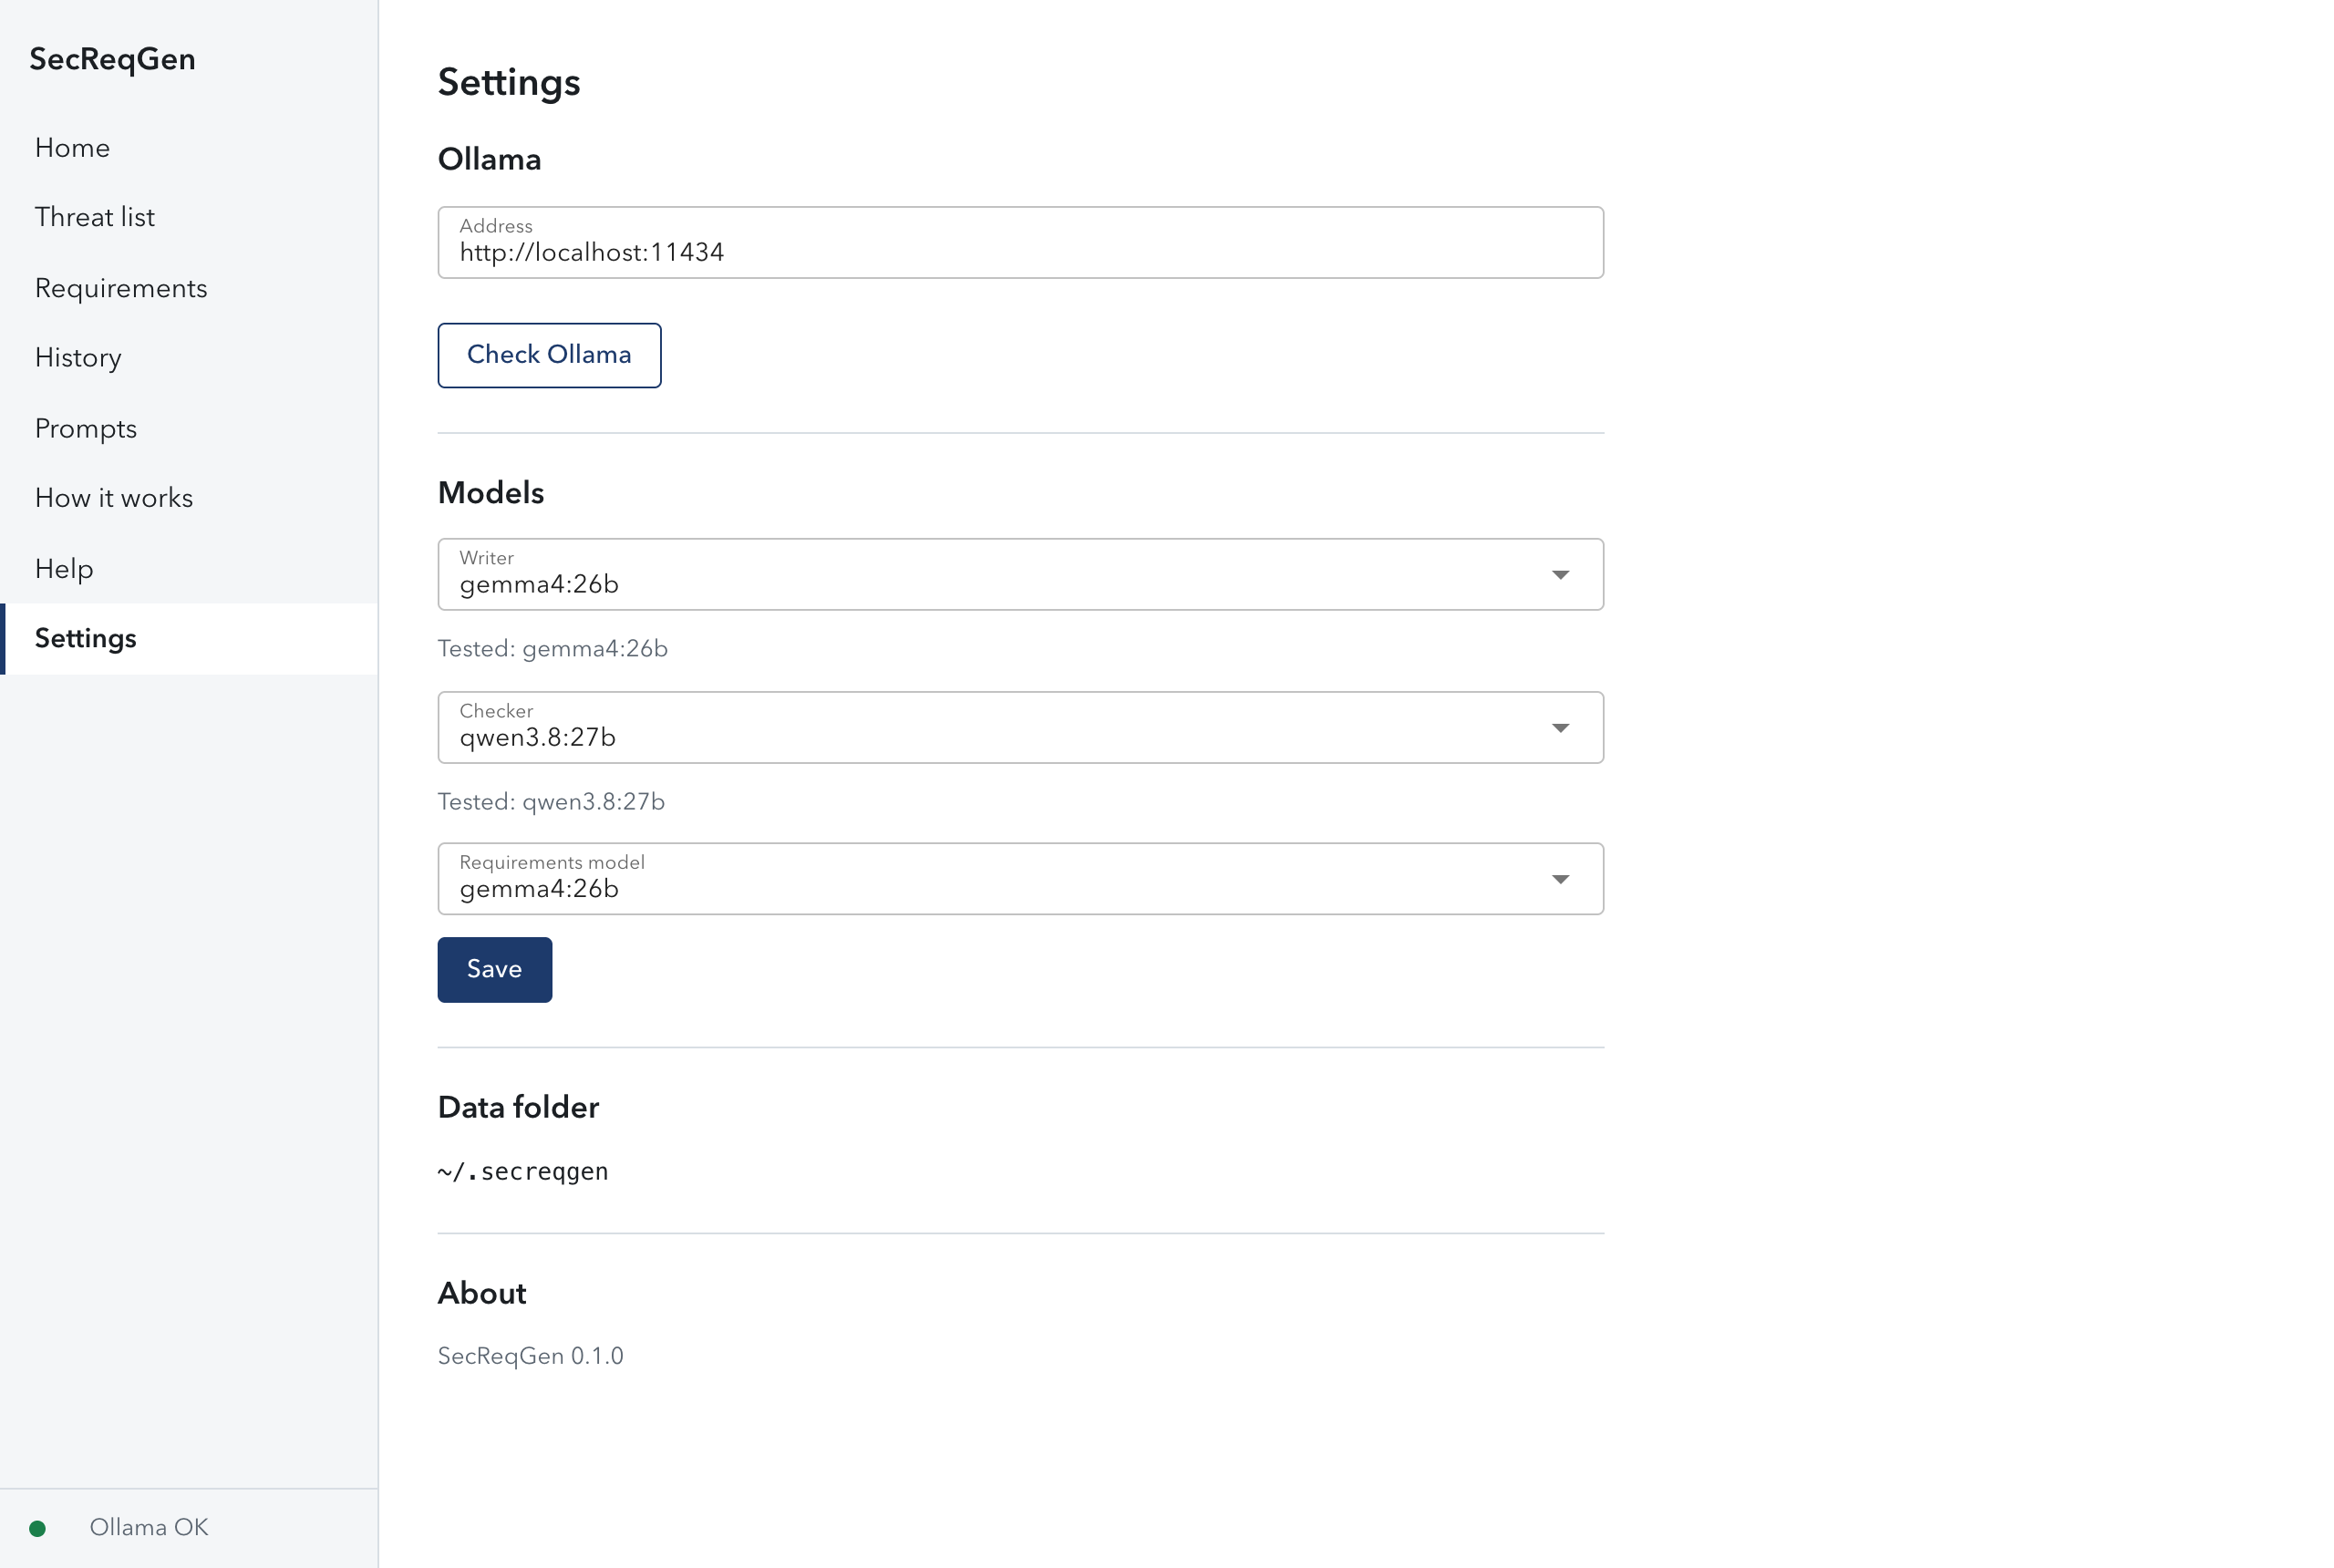 SecReqGen
Home
Threat list
Requirements
History
Prompts
How it works
Help
Settings
Ollama OK
Settings
Ollama
Address
http://localhost:11434
Check Ollama
Models
Writer
gemma4:26b
Tested: gemma4:26b
Checker
qwen3.8:27b
Tested: qwen3.8:27b
Requirements model
gemma4:26b
Save
Data folder
~/.secreqgen
About
SecReqGen 0.1.0